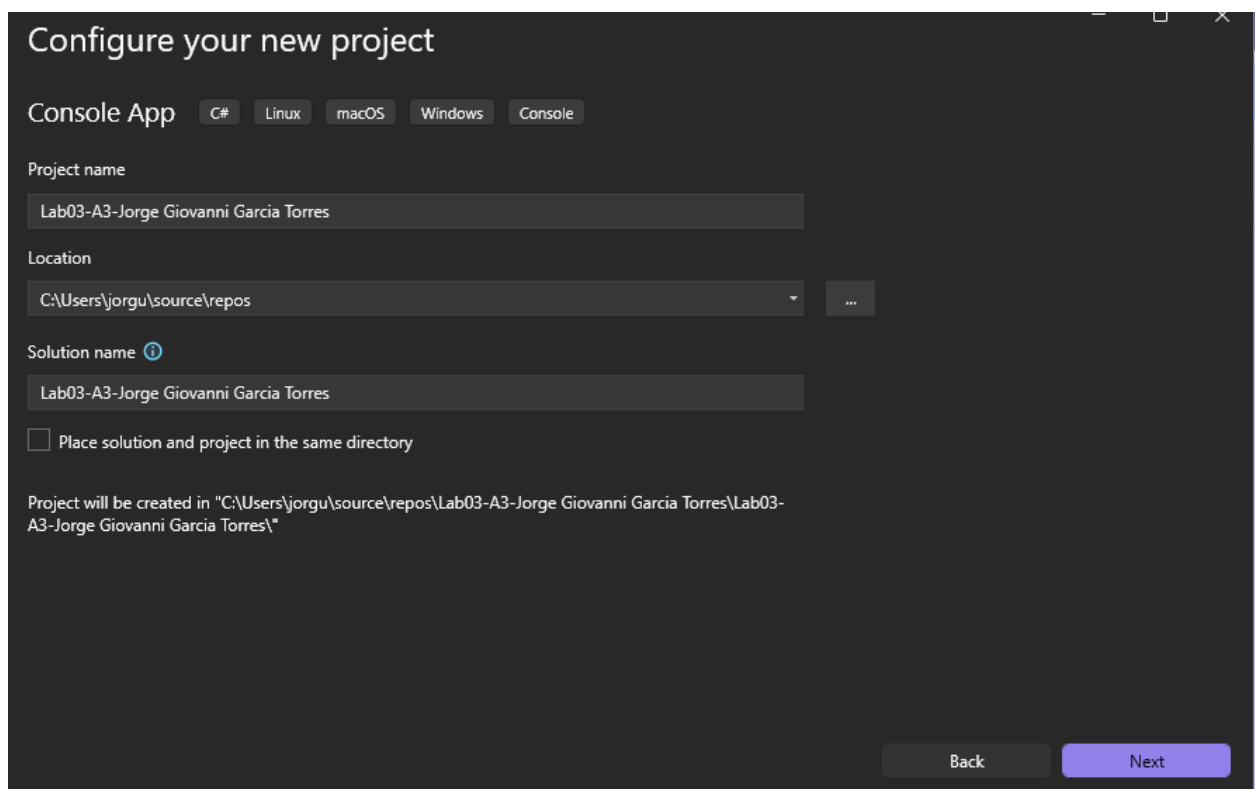 Configure your new project
Console App C# Linux macOS Windows Console
Project name
Lab03-A3-Jorge Giovanni Garcia Torres
Location
C:\Users\jorgu\source\repos
...
Solution name
Lab03-A3-Jorge Giovanni Garcia Torres
Place solution and project in the same directory
Project will be created in "C:\Users\jorgu\source\repos\Lab03-A3-Jorge Giovanni Garcia Torres\Lab03-
A3-Jorge Giovanni Garcia Torres\"
Back Next